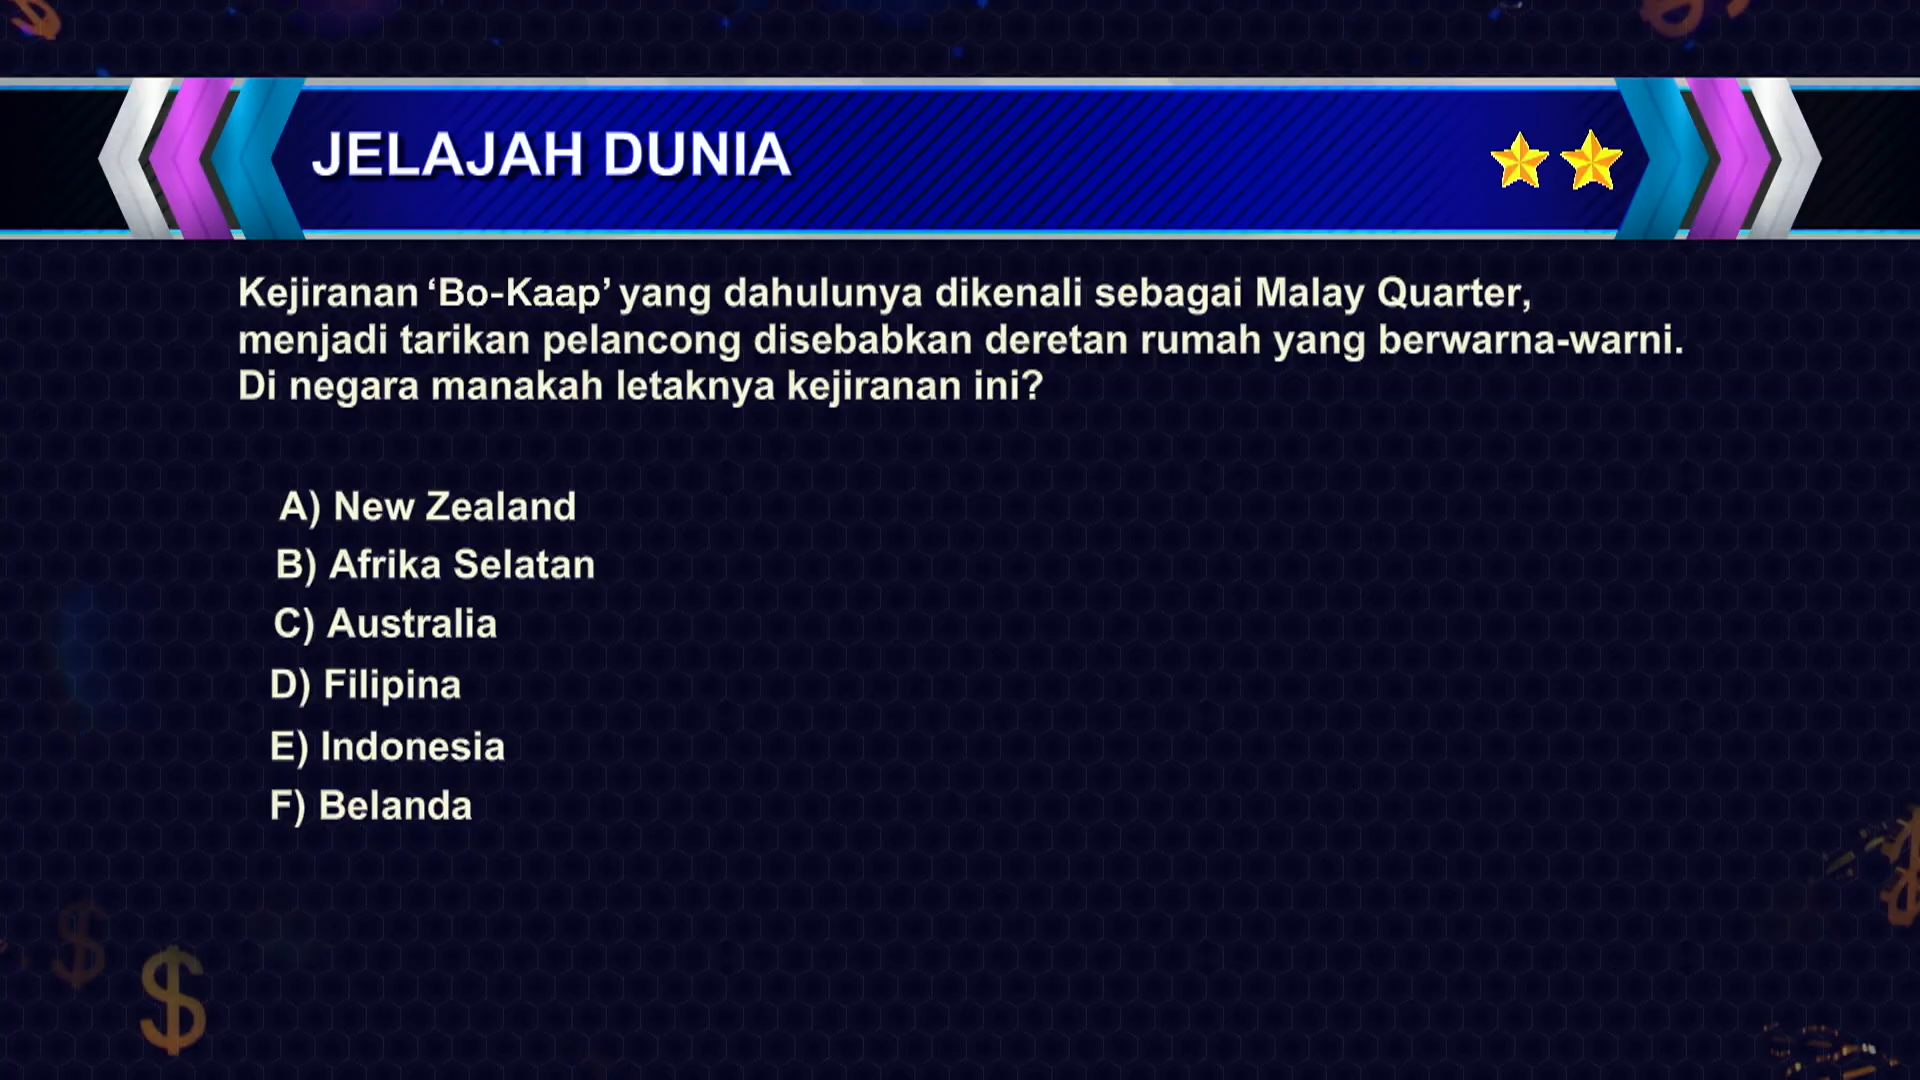 JELAJAH DUNIA
Kejiranan ‘Bo-Kaap’ yang dahulunya dikenali sebagai Malay Quarter,
menjadi tarikan pelancong disebabkan deretan rumah yang berwarna-warni.
Di negara manakah letaknya kejiranan ini?
A) New Zealand
B) Afrika Selatan
C) Australia
D) Filipina
E) Indonesia
F) Belanda